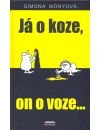 SIMONA MONYOVÁ
Já o koze,
on o voze...